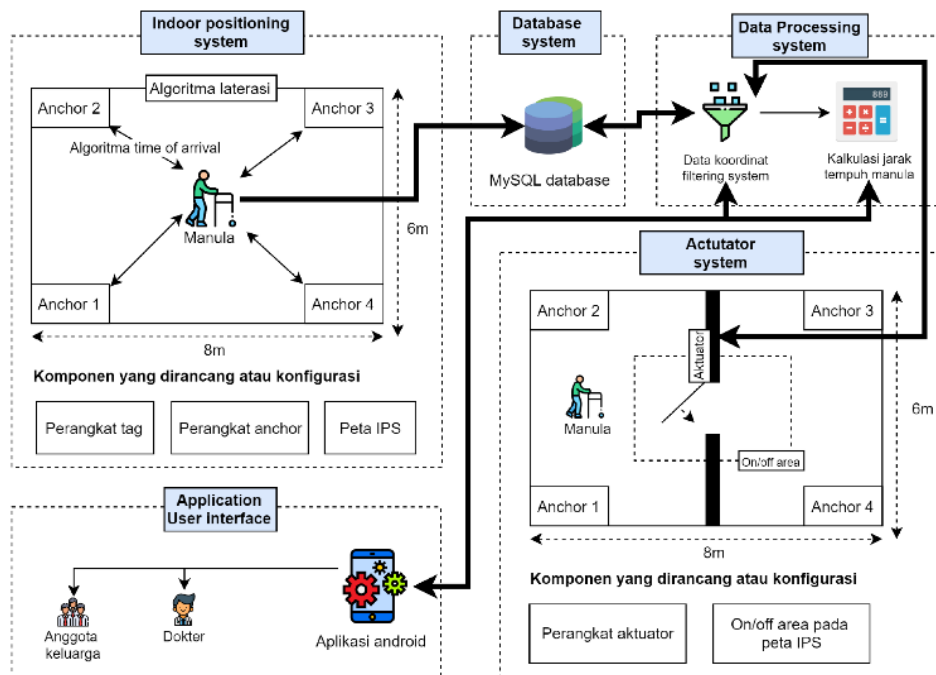 Indoor positioning
system
Algoritma laterasi
Anchor 2
Anchor 3
Algoritma time of arrival
Manula
Anchor 1
Anchor 4
6m
8m
Komponen yang dirancang atau konfigurasi
Perangkat tag
Perangkat anchor
Peta IPS
Database
system
MySQL database
Data Processing
system
889
Data koordinat
filtering system
Kalkulasi jarak
tempuh manula
Actutator
system
Anchor 2
Anchor 3
Aktuator
Manula
On/off area
Anchor 1
Anchor 4
6m
8m
Komponen yang dirancang atau konfigurasi
Perangkat aktuator
On/off area pada
peta IPS
Application
User interface
Anggota
keluarga
Dokter
Aplikasi android